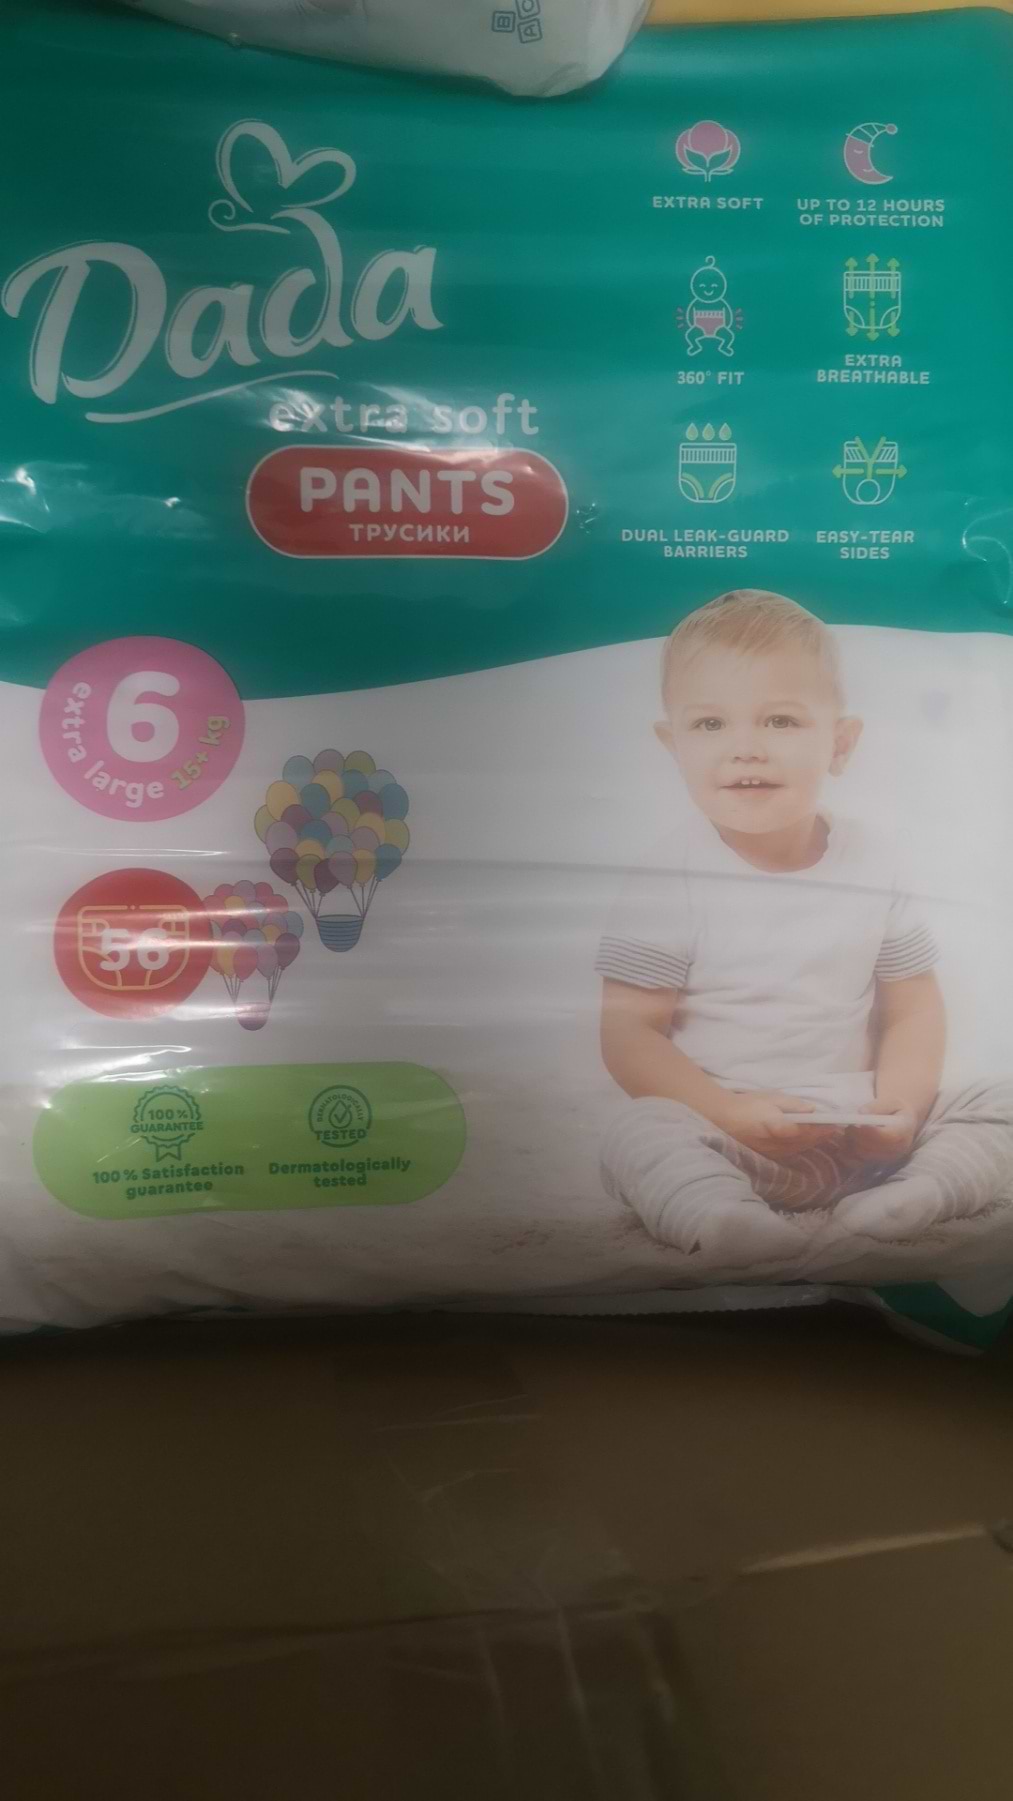 Dada
extra soft
PANTS
ТРУСИКИ
EXTRA SOFT
UP TO 12 HOURS
OF PROTECTION
360° FIT
EXTRA
BREATHABLE
DUAL LEAK-GUARD
BARRIERS
EASY-TEAR
SIDES
6
extra large 15+ kg
56
100%
GUARANTEE
100% Satisfaction
guarantee
DERMATOLOGICALLY
TESTED
Dermatologically
tested
B
A